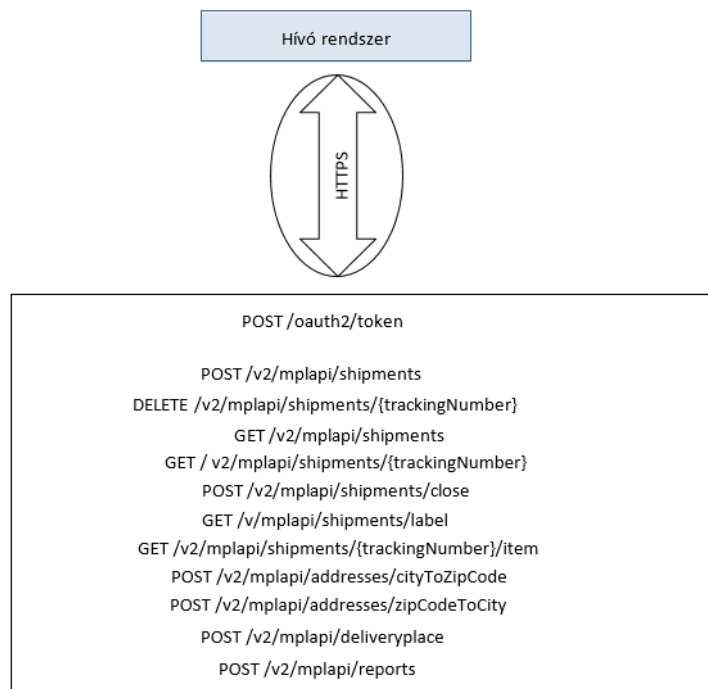 Hívó rendszer
HTTPS
POST /oauth2/token
POST /v2/mplapi/shipments
DELETE /v2/mplapi/shipments/{trackingNumber}
GET /v2/mplapi/shipments
GET / v2/mplapi/shipments/{trackingNumber}
POST /v2/mplapi/shipments/close
GET /v/mplapi/shipments/label
GET /v2/mplapi/shipments/{trackingNumber}/item
POST /v2/mplapi/addresses/cityToZipCode
POST /v2/mplapi/addresses/zipCodeToCity
POST /v2/mplapi/deliveryplace
POST /v2/mplapi/reports